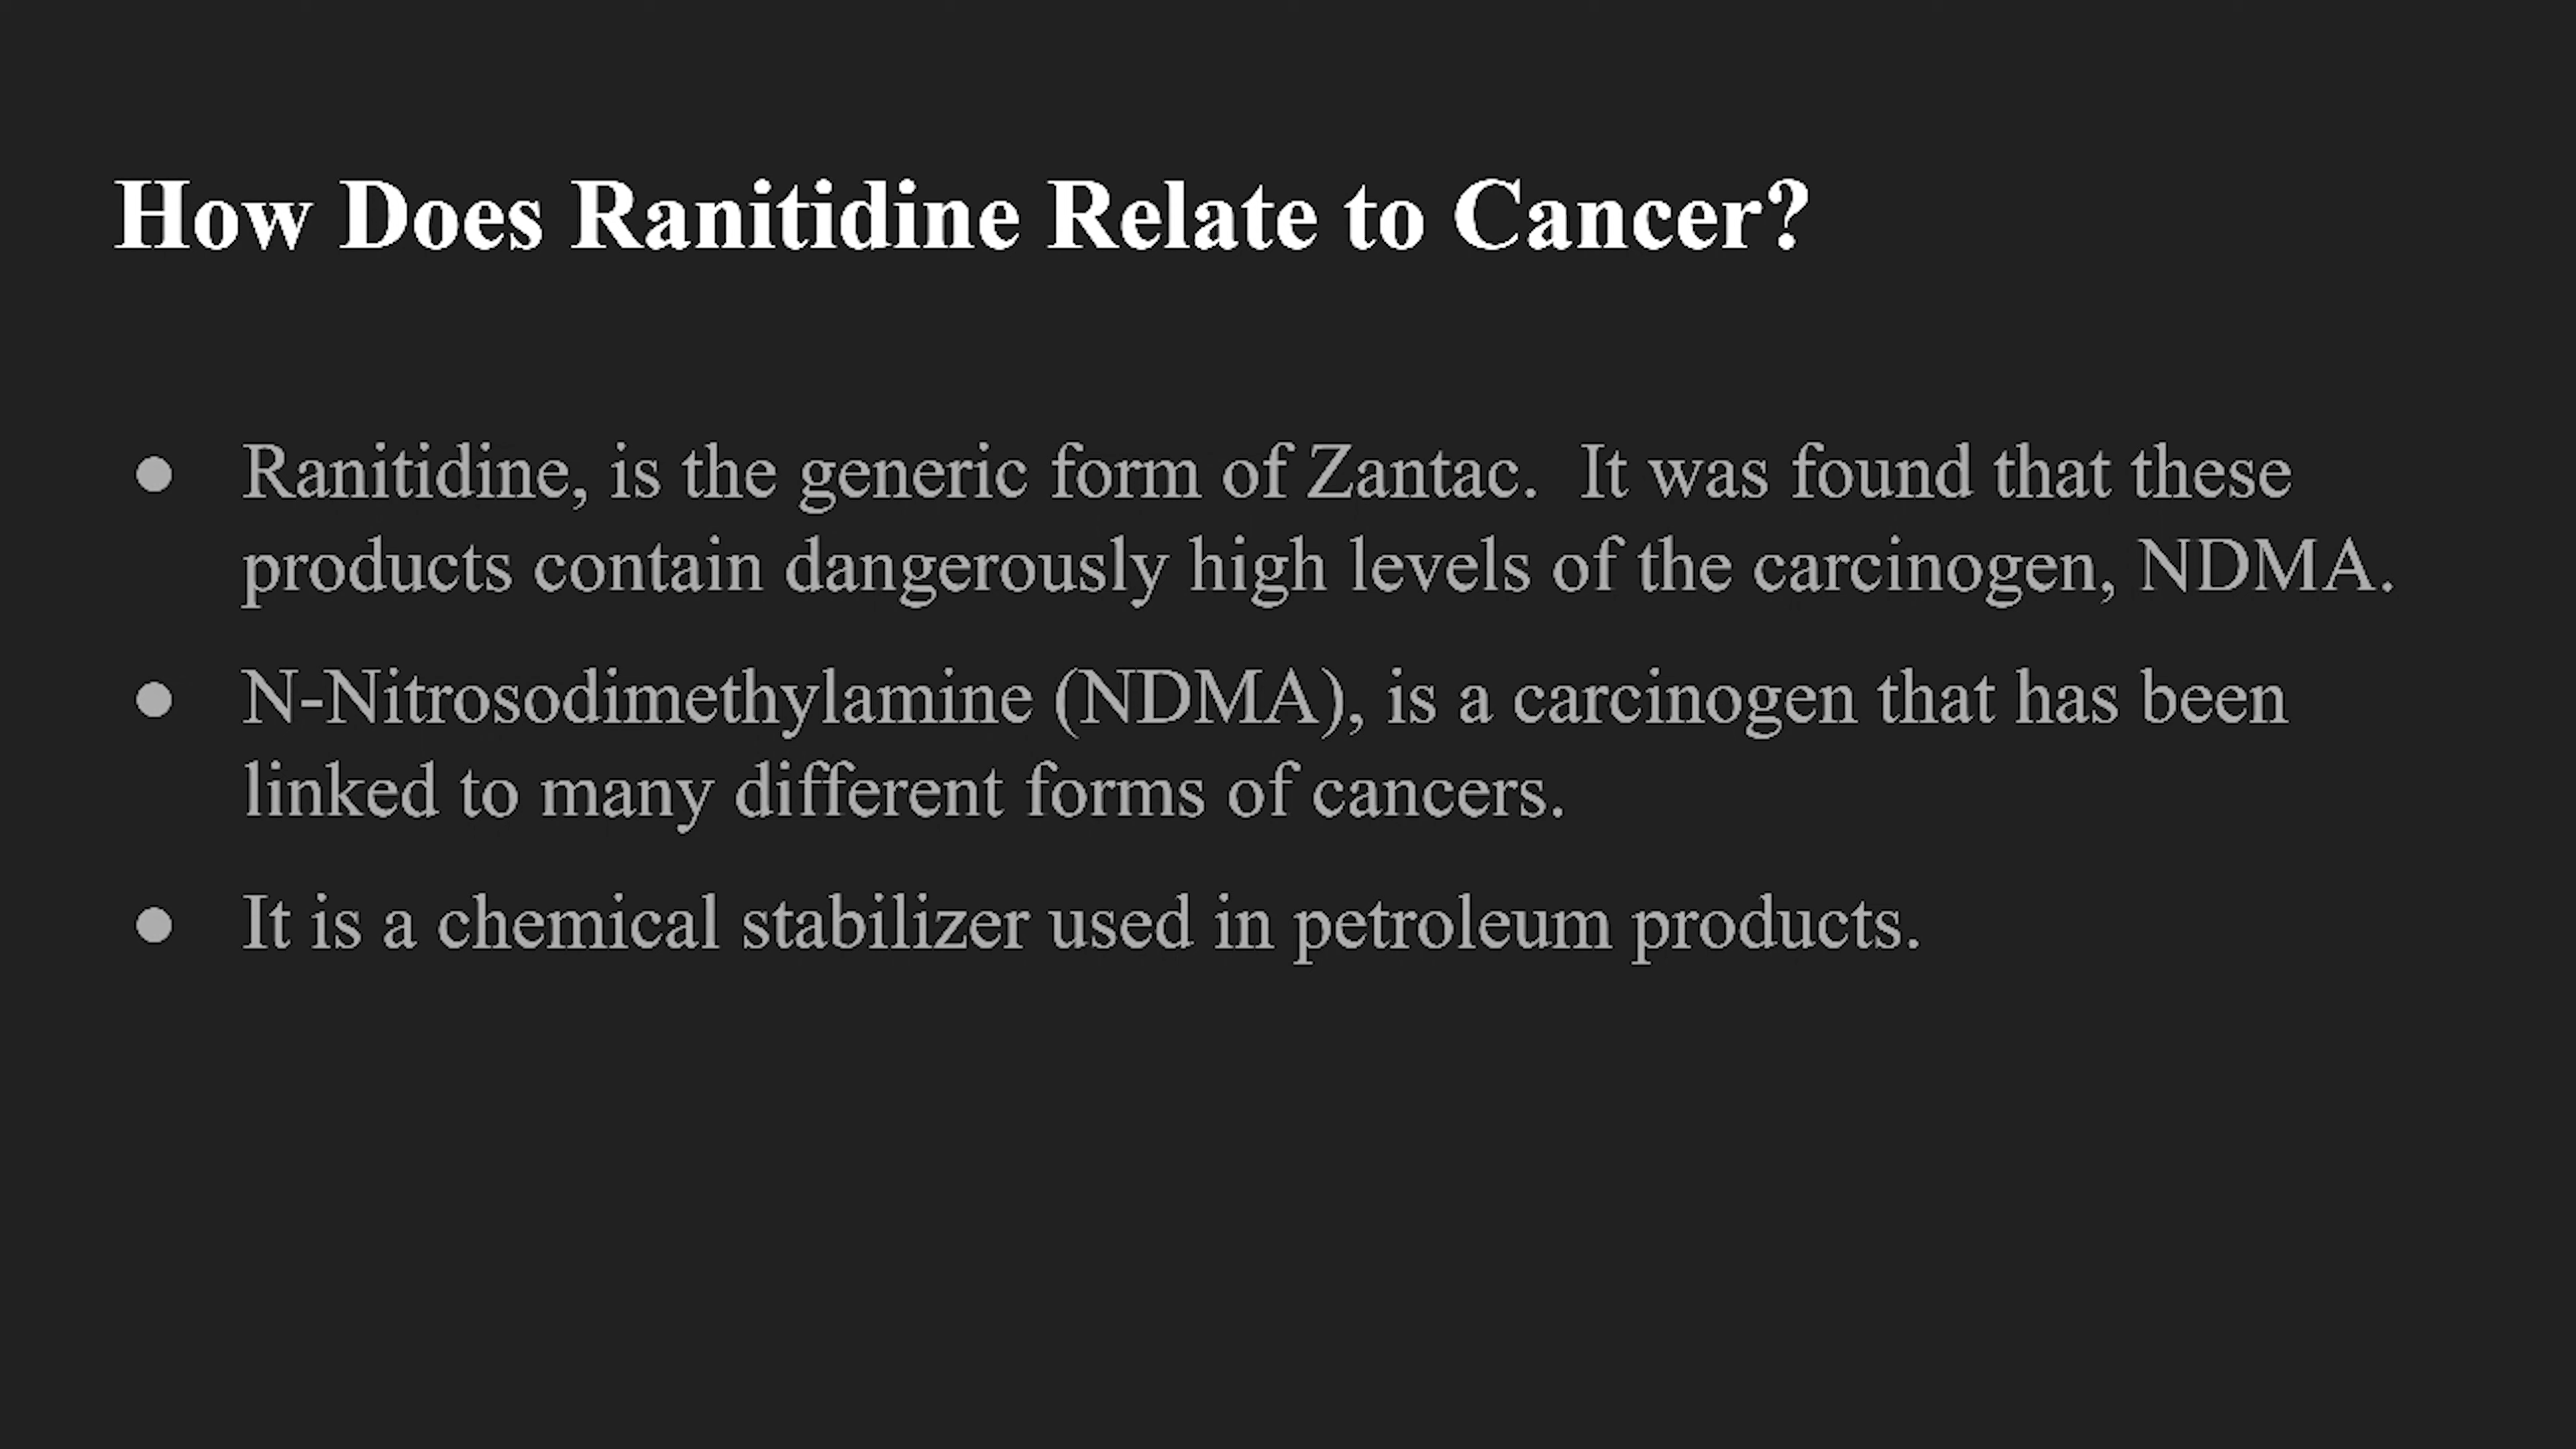 How Does Ranitidine Relate to Cancer?
● Ranitidine, is the generic form of Zantac.  It was found that these
products contain dangerously high levels of the carcinogen, NDMA.
● N-Nitrosodimethylamine (NDMA), is a carcinogen that has been
linked to many different forms of cancers.
● It is a chemical stabilizer used in petroleum products.